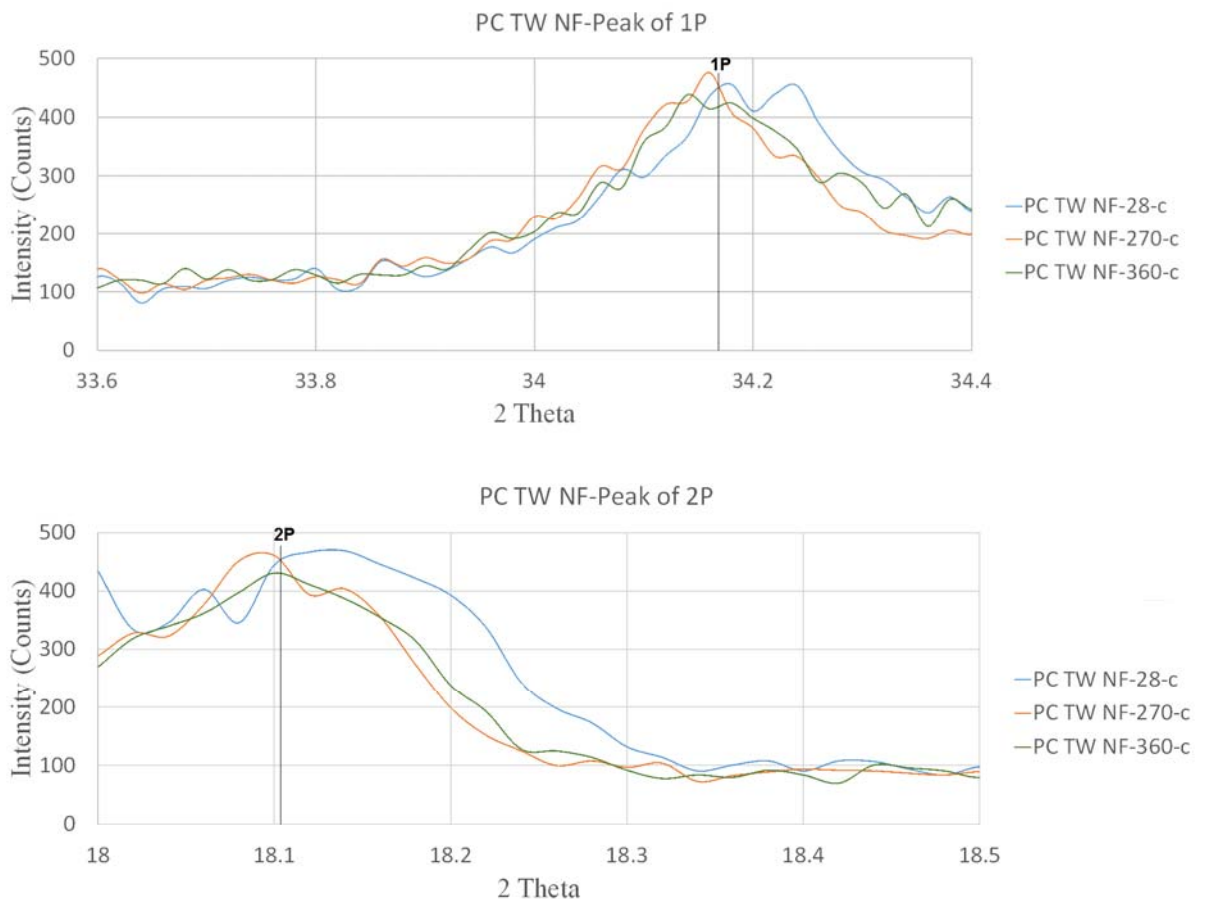 PC TW NF-Peak of 1P
500
400
300
200
100
0
Intensity (Counts)
1P
33.6 33.8 34 34.2 34.4
2 Theta
PC TW NF-28-c
PC TW NF-270-c
PC TW NF-360-c
PC TW NF-Peak of 2P
500
400
300
200
100
0
Intensity (Counts)
2P
18 18.1 18.2 18.3 18.4 18.5
2 Theta
PC TW NF-28-c
PC TW NF-270-c
PC TW NF-360-c